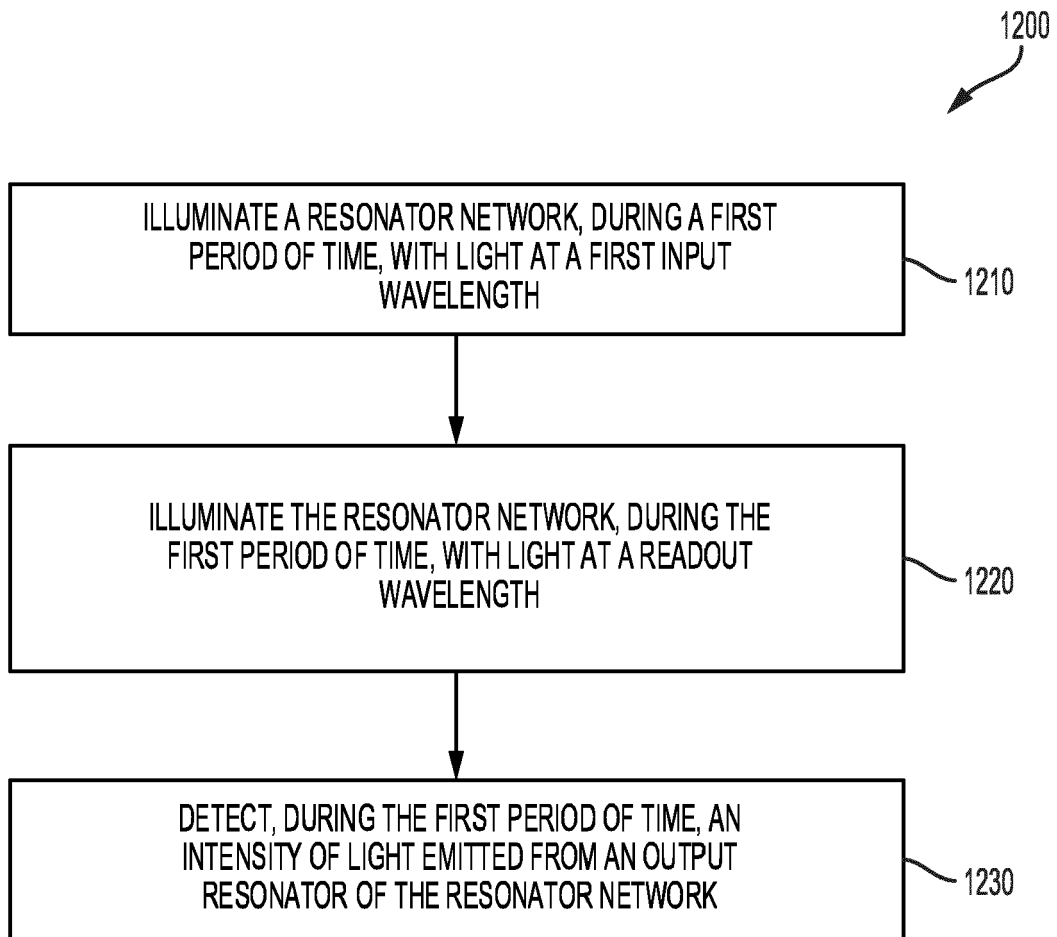 1200
ILLUMINATE A RESONATOR NETWORK, DURING A FIRST
PERIOD OF TIME, WITH LIGHT AT A FIRST INPUT
WAVELENGTH
1210
ILLUMINATE THE RESONATOR NETWORK, DURING THE
FIRST PERIOD OF TIME, WITH LIGHT AT A READOUT
WAVELENGTH
1220
DETECT, DURING THE FIRST PERIOD OF TIME, AN
INTENSITY OF LIGHT EMITTED FROM AN OUTPUT
RESONATOR OF THE RESONATOR NETWORK
1230